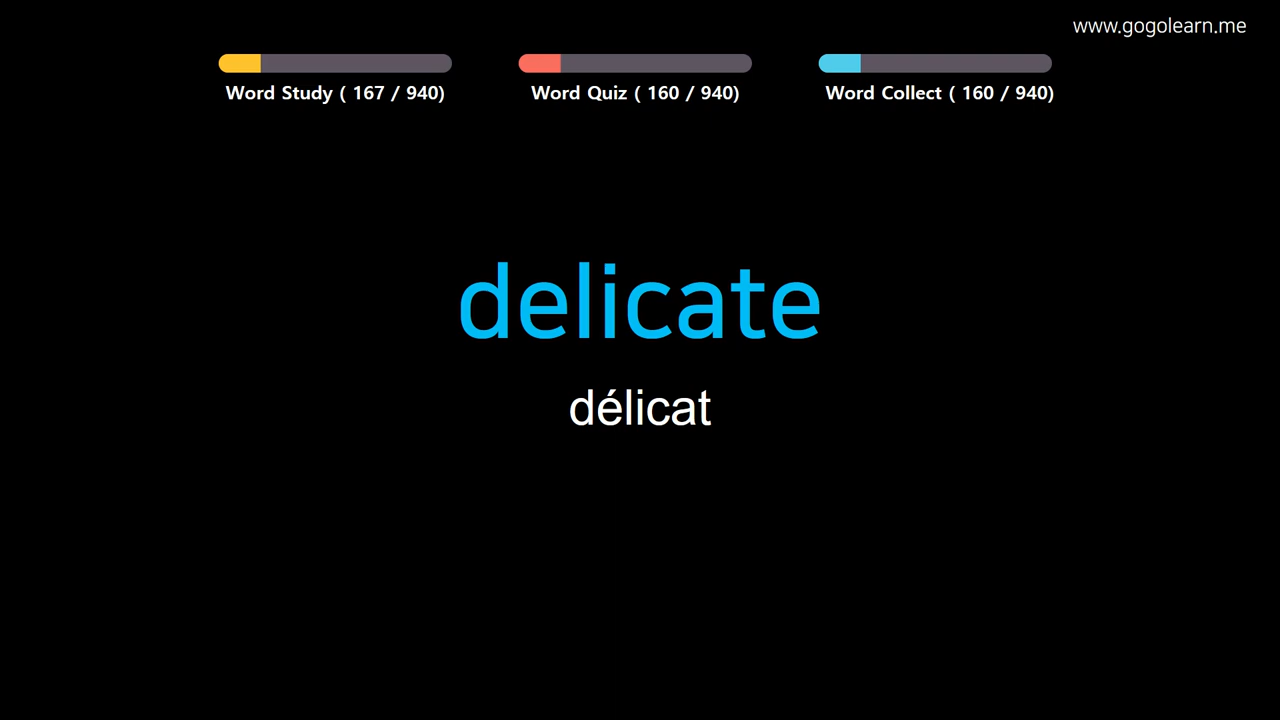 www.gogolearn.me
Word Study ( 167 / 940)
Word Quiz ( 160 / 940)
Word Collect ( 160 / 940)
delicate
délicat